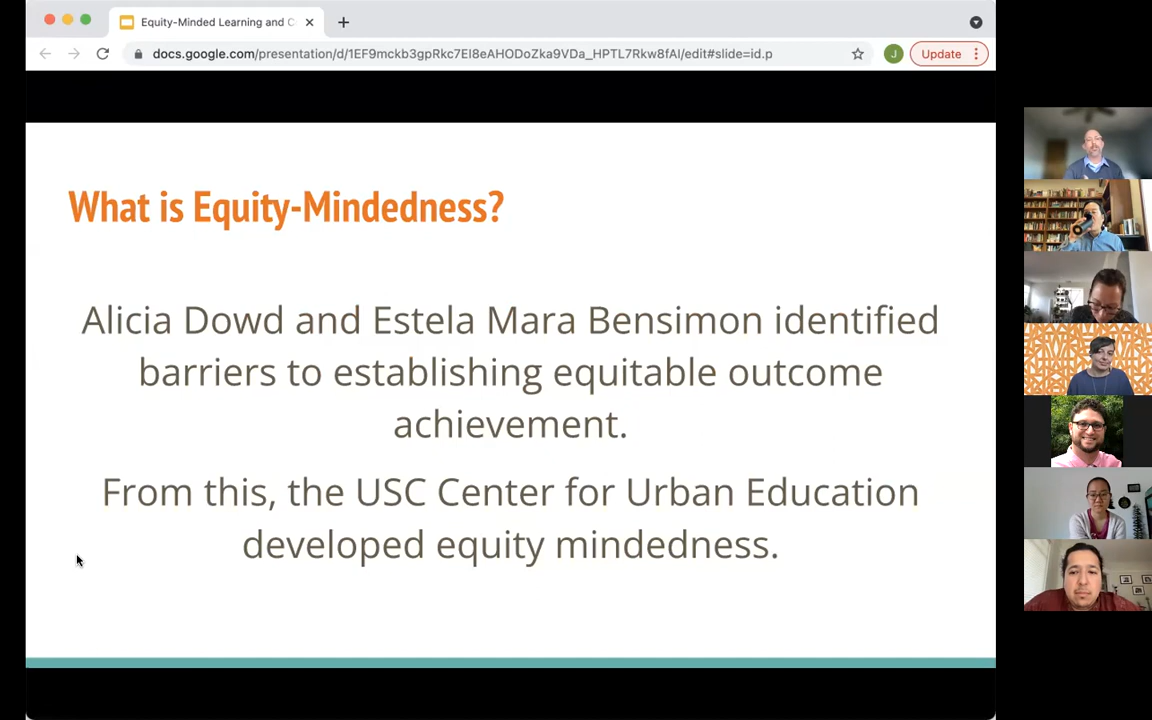 Equity-Minded Learning and C
docs.google.com/presentation/d/1EF9mckb3gpRkc7EI8eAHODoZka9VDa_HPTL7Rkw8fAI/edit#slide=id.p
J
Update
What is Equity-Mindedness?
Alicia Dowd and Estela Mara Bensimon identified
barriers to establishing equitable outcome
achievement.
From this, the USC Center for Urban Education
developed equity mindedness.